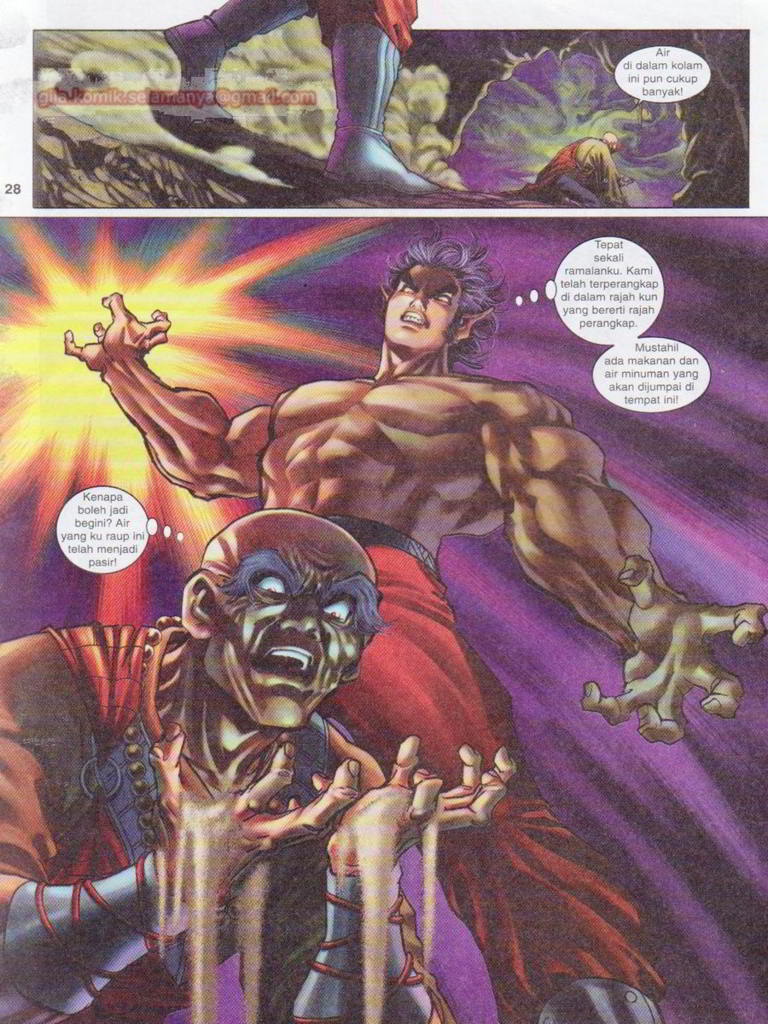 Air
di dalam kolam
ini pun cukup
banyak!
gila.komik.selamanya@gmail.com
28
Tepat
sekali
ramalanku. Kami
telah terperangkap
di dalam rajah kun
yang bererti rajah
perangkap.
Mustahil
ada makanan dan
air minuman yang
akan dijumpai di
tempat ini!
Kenapa
boleh jadi
begini? Air
yang ku raup ini
telah menjadi
pasir!